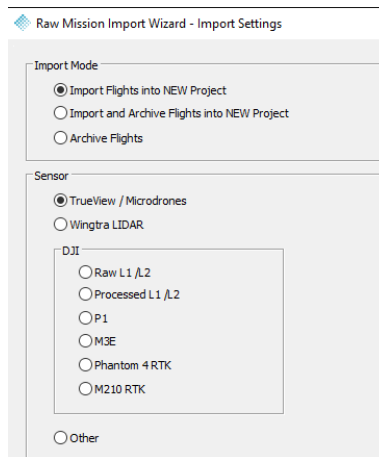 Raw Mission Import Wizard - Import Settings
Import Mode
Import Flights into NEW Project
Import and Archive Flights into NEW Project
Archive Flights
Sensor
TrueView / Microdrones
Wingtra LIDAR
DJI
Raw L1 /L2
Processed L1 /L2
P1
M3E
Phantom 4 RTK
M210 RTK
Other